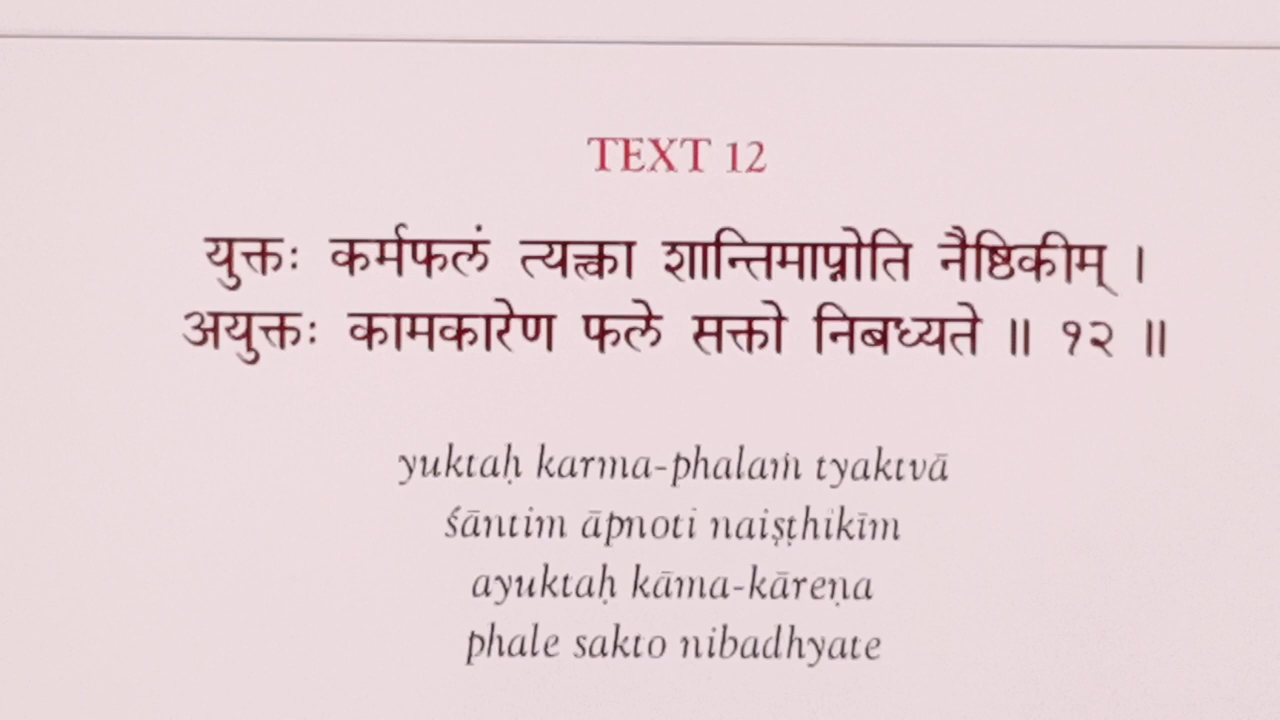 TEXT 12
युक्तः कर्मफलं त्यक्त्वा शान्तिमाप्नोति नैष्ठिकीम् ।
अयुक्तः कामकारेण फले सक्तो निबध्यते ॥ १२ ॥
yuktaḥ karma-phalaṁ tyaktvā
śāntim āpnoti naiṣṭhikīm
ayuktaḥ kāma-kāreṇa
phale sakto nibadhyate